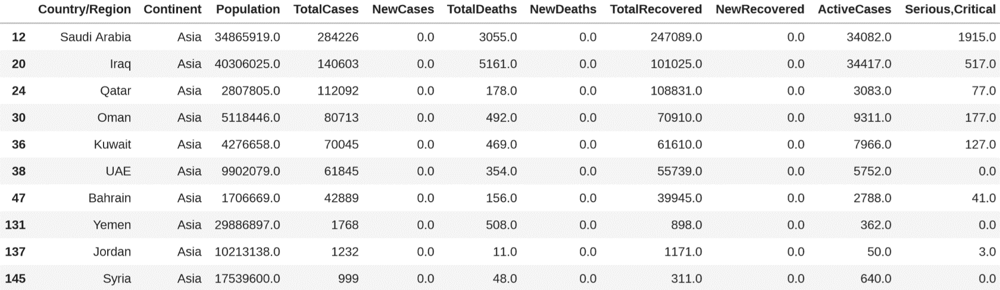 Country/Region Continent Population TotalCases NewCases TotalDeaths NewDeaths TotalRecovered NewRecovered ActiveCases Serious,Critical
12 Saudi Arabia Asia 34865919.0 284226 0.0 3055.0 0.0 247089.0 0.0 34082.0 1915.0
20 Iraq Asia 40306025.0 140603 0.0 5161.0 0.0 101025.0 0.0 34417.0 517.0
24 Qatar Asia 2807805.0 112092 0.0 178.0 0.0 108831.0 0.0 3083.0 77.0
30 Oman Asia 5118446.0 80713 0.0 492.0 0.0 70910.0 0.0 9311.0 177.0
36 Kuwait Asia 4276658.0 70045 0.0 469.0 0.0 61610.0 0.0 7966.0 127.0
38 UAE Asia 9902079.0 61845 0.0 354.0 0.0 55739.0 0.0 5752.0 0.0
47 Bahrain Asia 1706669.0 42889 0.0 156.0 0.0 39945.0 0.0 2788.0 41.0
131 Yemen Asia 29886897.0 1768 0.0 508.0 0.0 898.0 0.0 362.0 0.0
137 Jordan Asia 10213138.0 1232 0.0 11.0 0.0 1171.0 0.0 50.0 3.0
145 Syria Asia 17539600.0 999 0.0 48.0 0.0 311.0 0.0 640.0 0.0